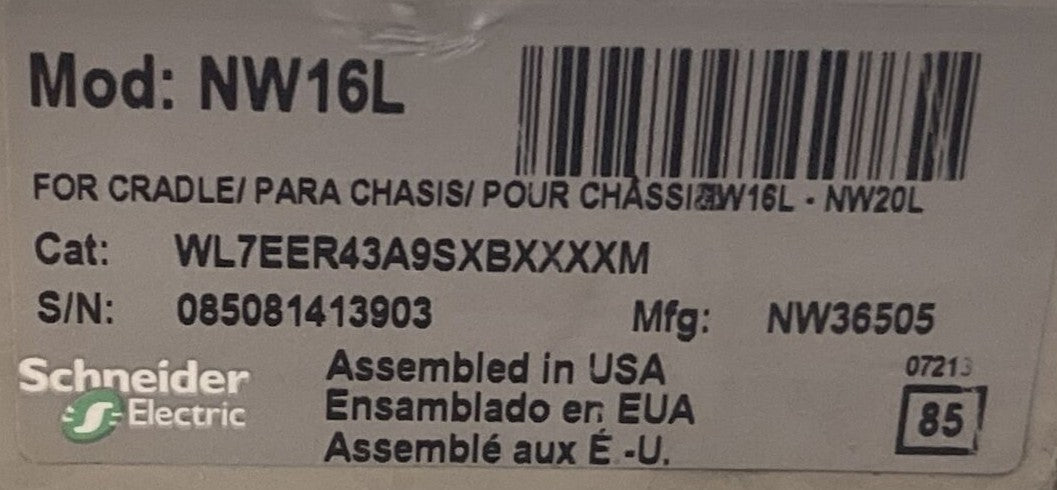 Mod: NW16L
FOR CRADLE/ PARA CHASIS/ POUR CHÂSSI NW16L - NW20L
Cat: WL7EER43A9SXBXXXXM
S/N: 085081413903 Mfg: NW36505
Schneider Electric
Assembled in USA
Ensamblado en EUA
Assemblé aux É -U.
07213
85